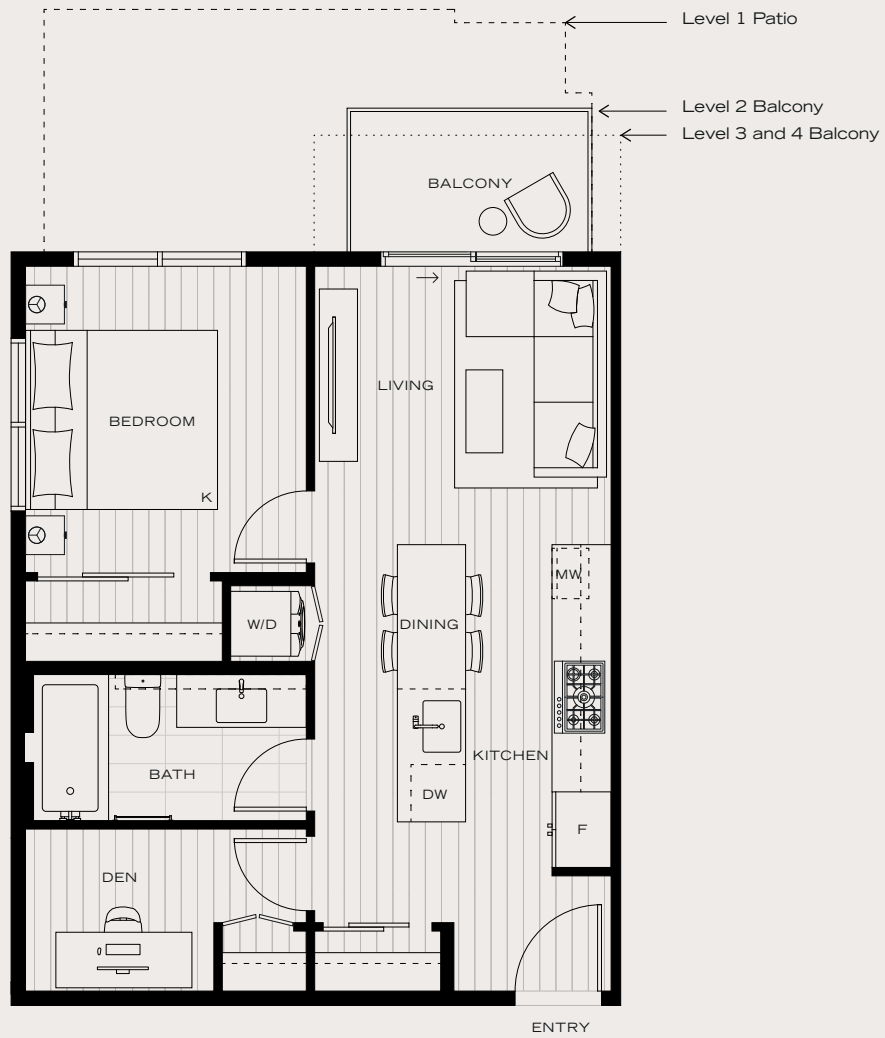 Level 1 Patio
Level 2 Balcony
Level 3 and 4 Balcony
BALCONY
LIVING
BEDROOM
K
MW
W/D
DINING
KITCHEN
BATH
DW
F
DEN
ENTRY